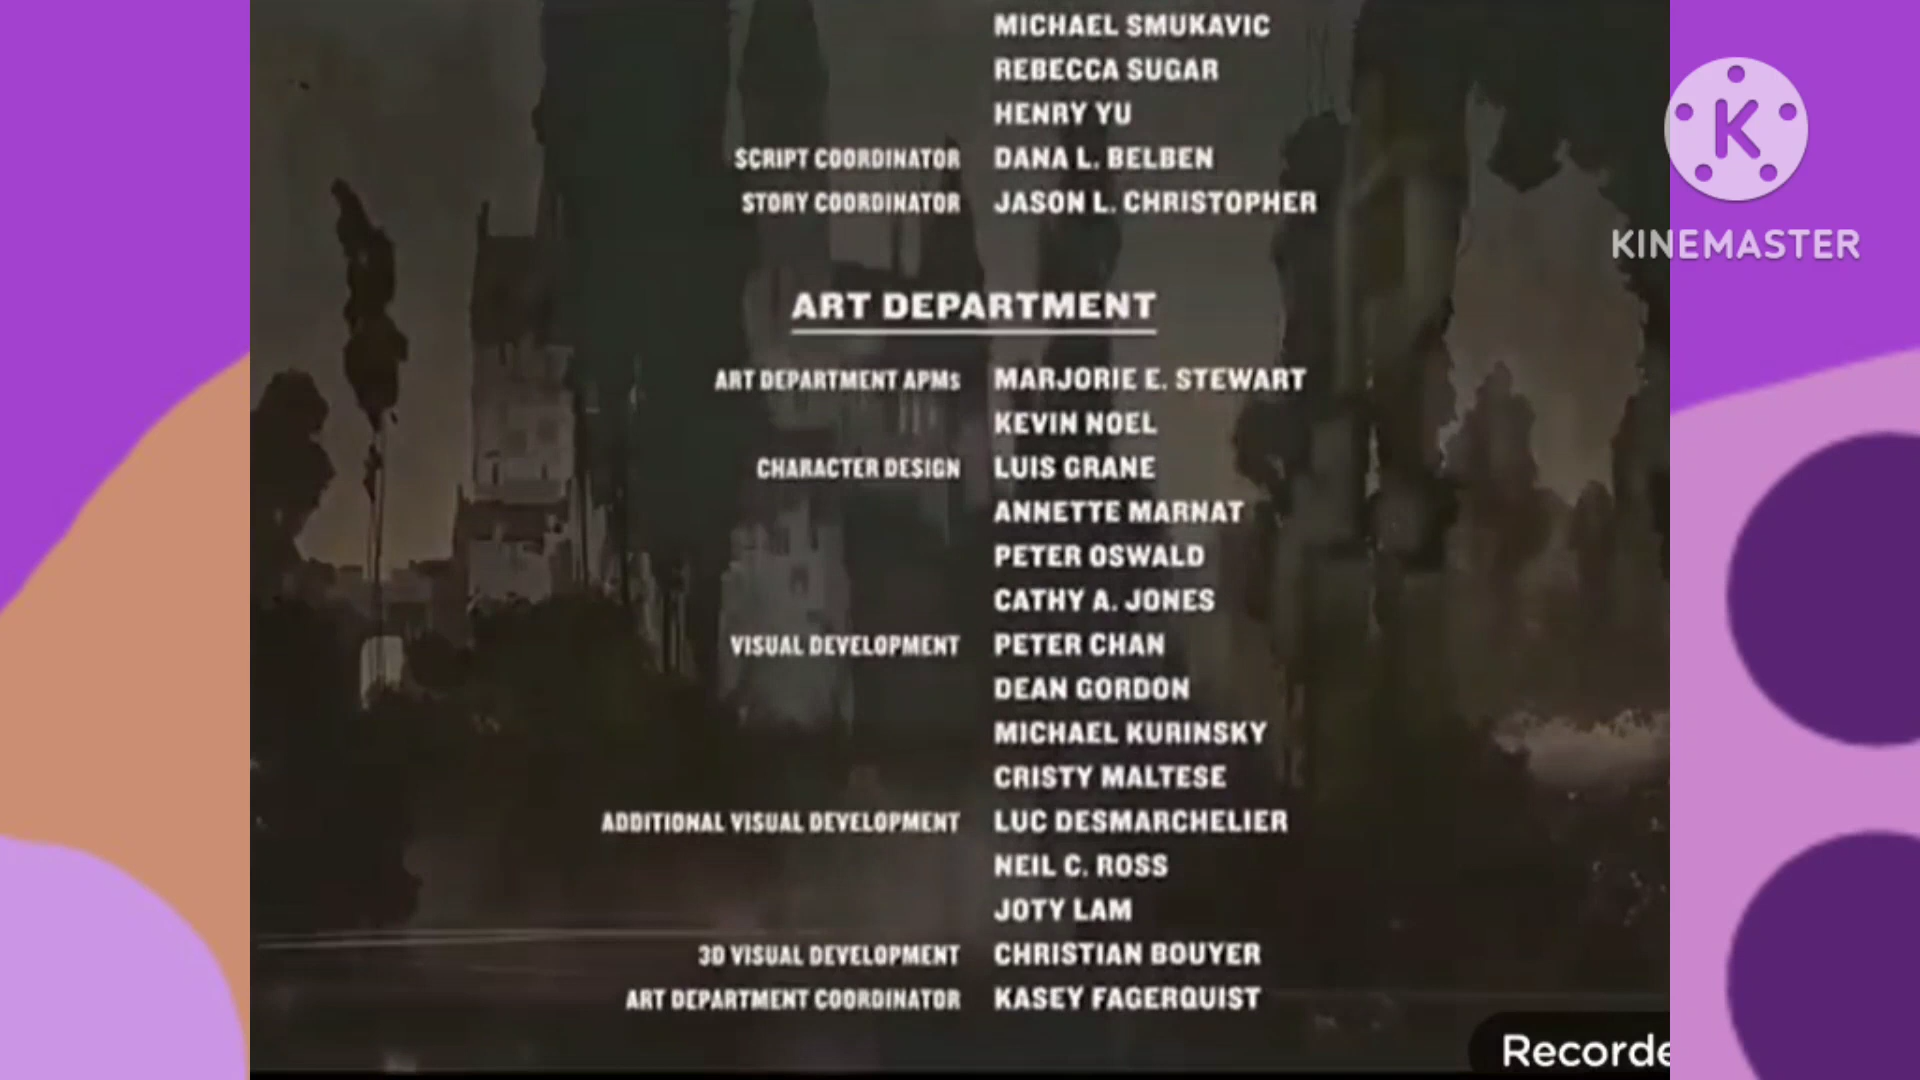 MICHAEL SMUKAVIC
REBECCA SUGAR
HENRY YU
SCRIPT COORDINATOR DANA L. BELBEN
STORY COORDINATOR JASON L. CHRISTOPHER
ART DEPARTMENT
ART DEPARTMENT APMs MARJORIE E. STEWART
KEVIN NOEL
CHARACTER DESIGN LUIS GRANE
ANNETTE MARNAT
PETER OSWALD
CATHY A. JONES
VISUAL DEVELOPMENT PETER CHAN
DEAN GORDON
MICHAEL KURINSKY
CRISTY MALTESE
ADDITIONAL VISUAL DEVELOPMENT LUC DESMARCHELIER
NEIL C. ROSS
JOTY LAM
3D VISUAL DEVELOPMENT CHRISTIAN BOUYER
ART DEPARTMENT COORDINATOR KASEY FAGERQUIST
K
KINEMASTER
Recorde